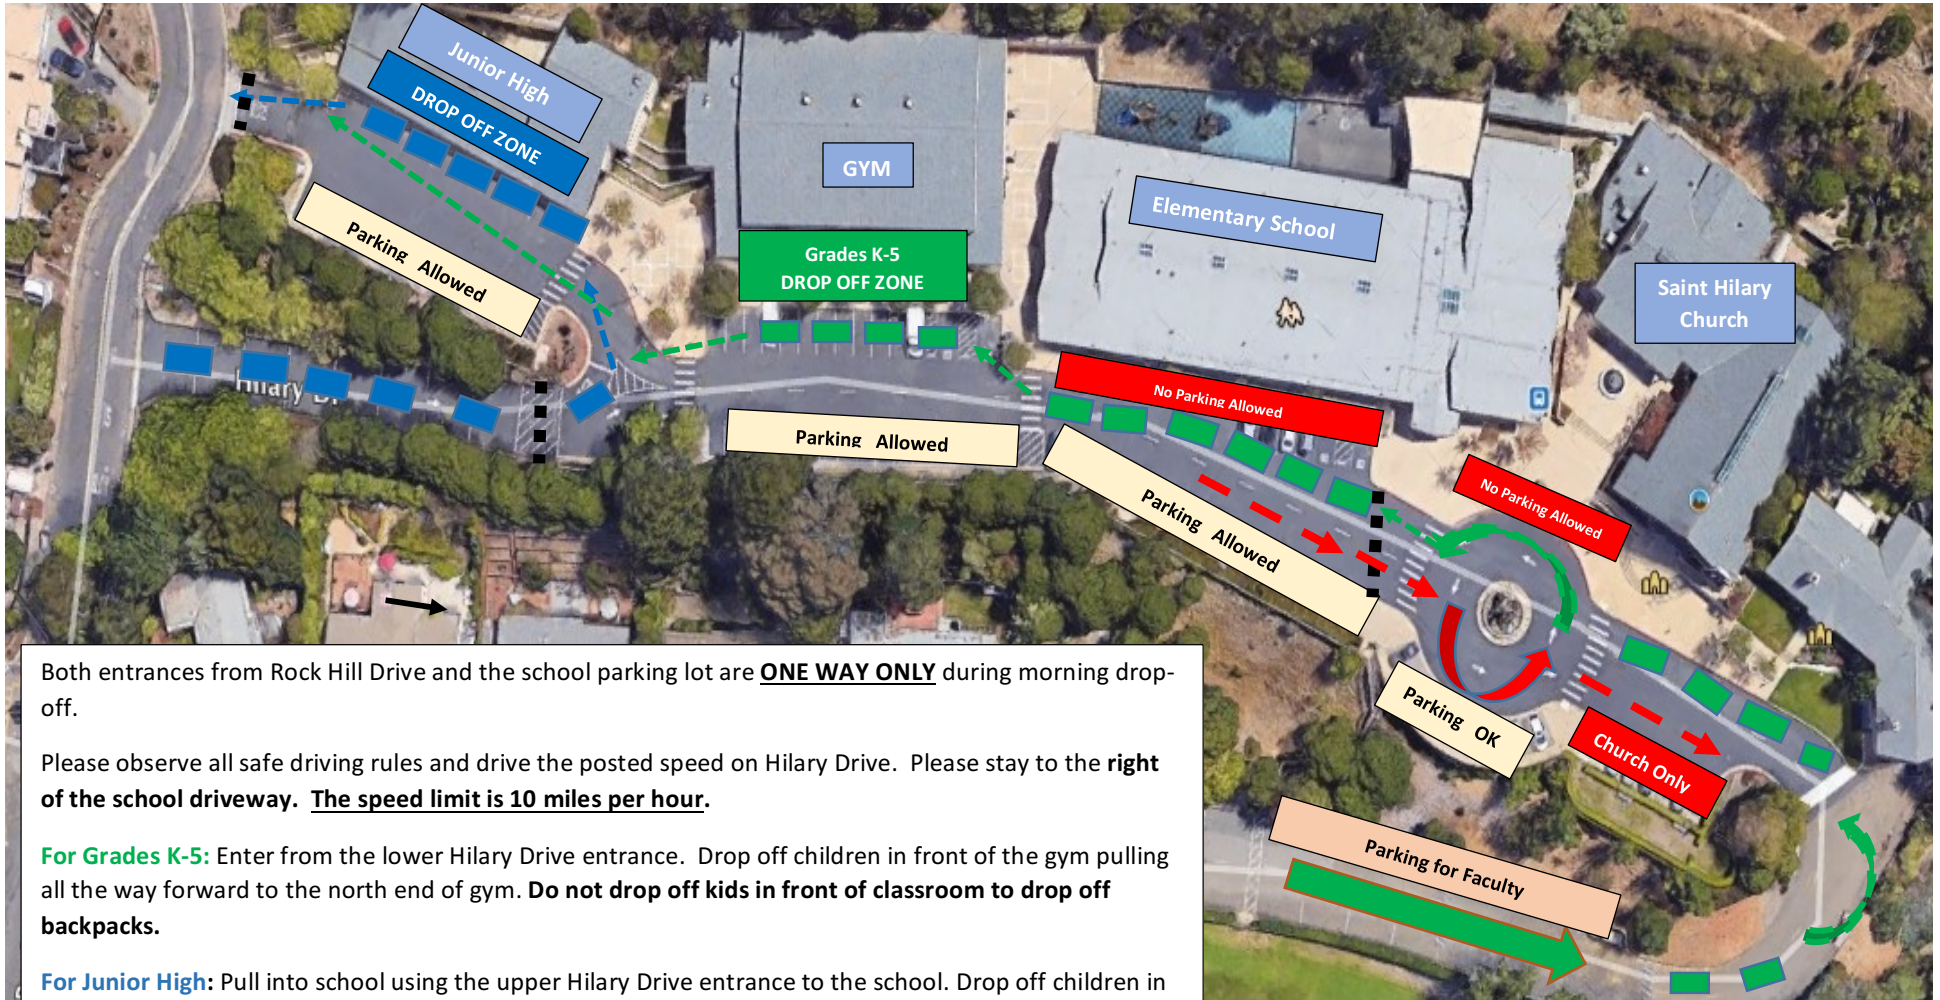 Junior High
DROP OFF ZONE
GYM
Elementary School
Grades K-5
DROP OFF ZONE
Saint Hilary
Church
Parking Allowed
No Parking Allowed
Hilary Dr
Parking Allowed
Parking Allowed
No Parking Allowed
Parking OK
Church Only
Parking for Faculty
Both entrances from Rock Hill Drive and the school parking lot are ONE WAY ONLY during morning drop-
off.
Please observe all safe driving rules and drive the posted speed on Hilary Drive. Please stay to the right
of the school driveway. The speed limit is 10 miles per hour.
For Grades K-5: Enter from the lower Hilary Drive entrance. Drop off children in front of the gym pulling
all the way forward to the north end of gym. Do not drop off kids in front of classroom to drop off
backpacks.
For Junior High: Pull into school using the upper Hilary Drive entrance to the school. Drop off children in